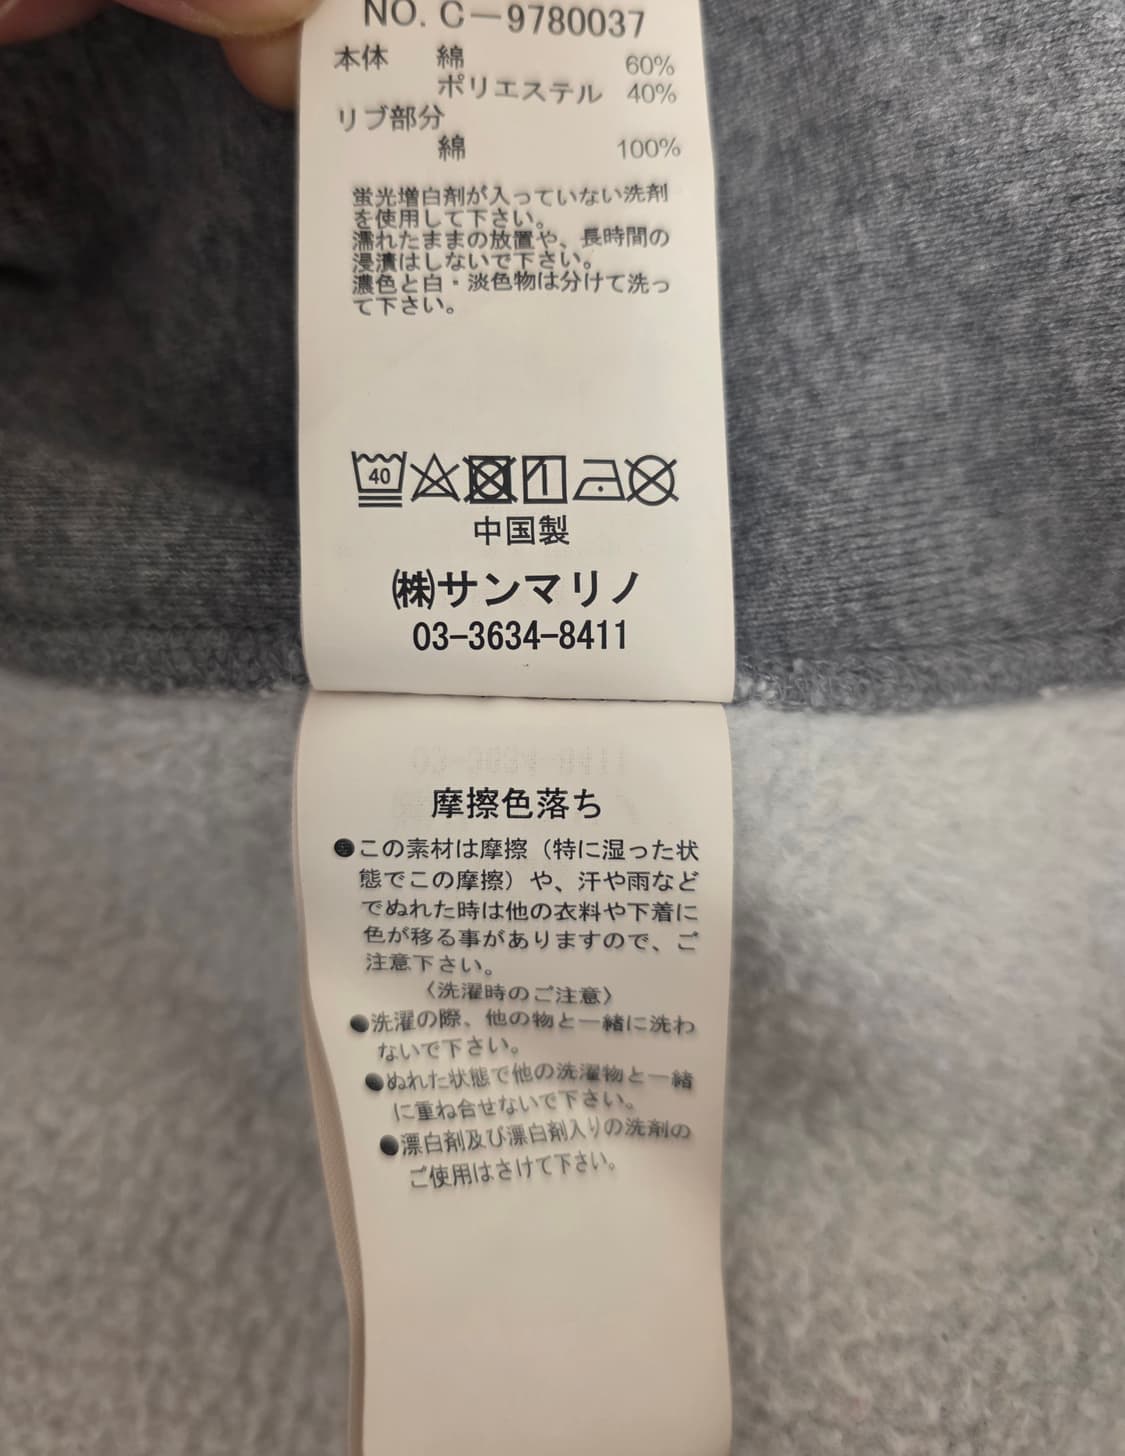 NO. C－9780037
本体 綿 60%
ポリエステル 40%
リブ部分
綿 100%
蛍光増白剤が入っていない洗剤
を使用して下さい。
濡れたままの放置や、長時間の
浸漬はしないで下さい。
濃色と白・淡色物は分けて洗っ
て下さい。
40
中国製
㈱サンマリノ
03-3634-8411
摩擦色落ち
●この素材は摩擦（特に湿った状
態でこの摩擦）や、汗や雨など
でぬれた時は他の衣料や下着に
色が移る事がありますので、ご
注意下さい。
〈洗濯時のご注意〉
●洗濯の際、他の物と一緒に洗わ
ないで下さい。
●ぬれた状態で他の洗濯物と一緒
に重ね合せないで下さい。
●漂白剤及び漂白剤入りの洗剤の
ご使用はさけて下さい。